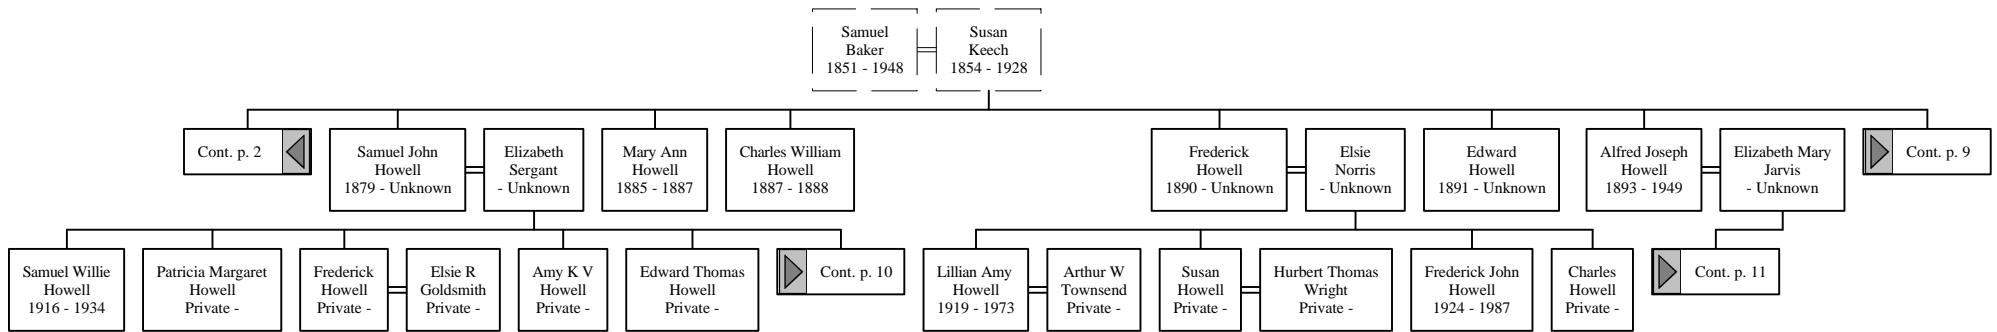 Samuel
Baker
1851 - 1948
Susan
Keech
1854 - 1928
Cont. p. 2
Samuel John
Howell
1879 - Unknown
Elizabeth
Sergant
- Unknown
Mary Ann
Howell
1885 - 1887
Charles William
Howell
1887 - 1888
Frederick
Howell
1890 - Unknown
Elsie
Norris
- Unknown
Edward
Howell
1891 - Unknown
Alfred Joseph
Howell
1893 - 1949
Elizabeth Mary
Jarvis
- Unknown
Cont. p. 9
Samuel Willie
Howell
1916 - 1934
Patricia Margaret
Howell
Private -
Frederick
Howell
Private -
Elsie R
Goldsmith
Private -
Amy K V
Howell
Private -
Edward Thomas
Howell
Private -
Cont. p. 10
Lillian Amy
Howell
1919 - 1973
Arthur W
Townsend
Private -
Susan
Howell
Private -
Hurbert Thomas
Wright
Private -
Frederick John
Howell
1924 - 1987
Charles
Howell
Private -
Cont. p. 11